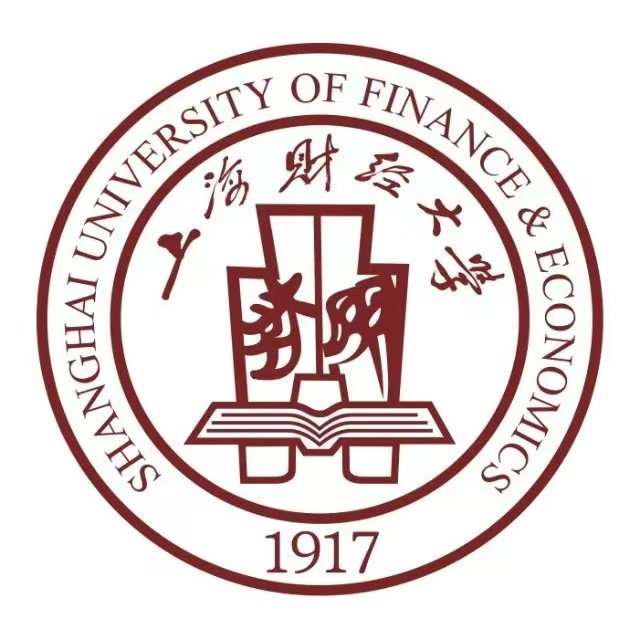 SHANGHAI UNIVERSITY OF FINANCE & ECONOMICS
上海财经大学
1917